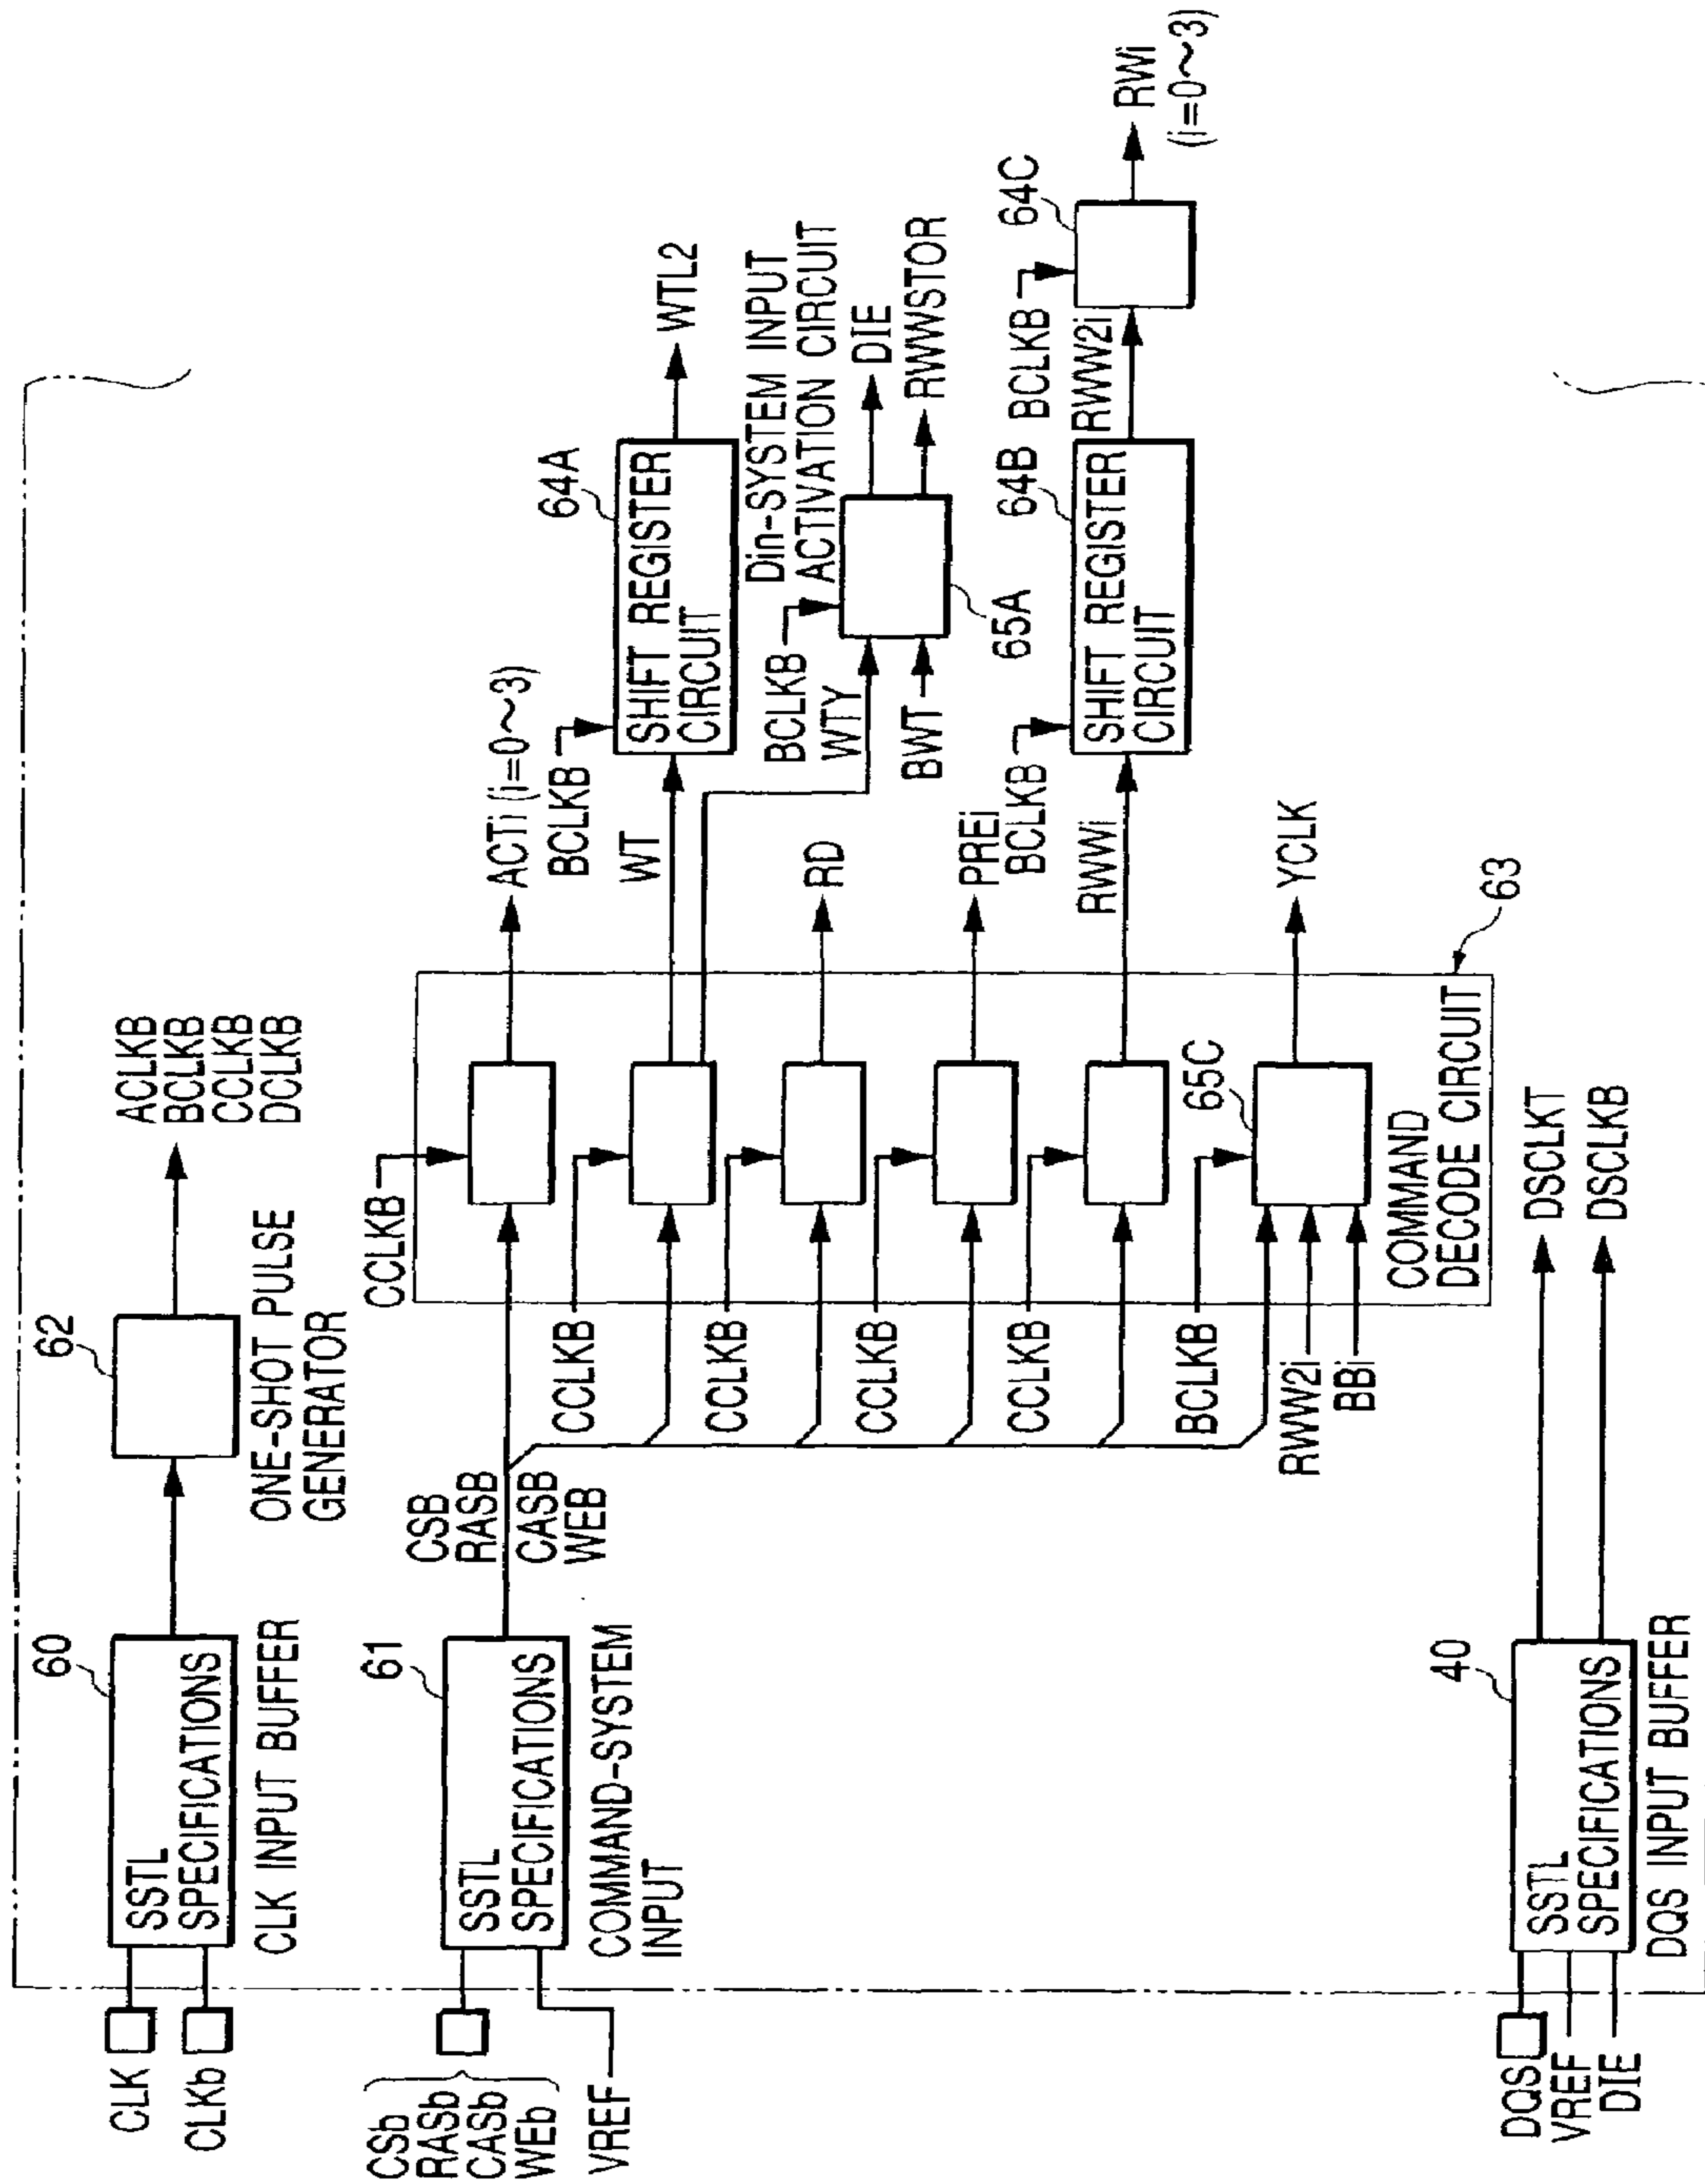 CLK
CLKb
60
SSTL
SPECIFICATIONS
CLK INPUT BUFFER
62
ONE-SHOT PULSE
GENERATOR
ACLKB
BCLKB
CCLKB
DCLKB
CSb
RASb
CASb
WEb
VREF
61
SSTL
SPECIFICATIONS
COMMAND-SYSTEM
INPUT
CSB
RASB
CASB
WEB
CCLKB
ACTi (i=0~3)
CCLKB
WT
BCLKB
64A
SHIFT REGISTER
CIRCUIT
WTL2
CCLKB
RD
BCLKB
WTY
BWT
Din-SYSTEM INPUT
ACTIVATION CIRCUIT
65A
DIE
RWWSTOR
CCLKB
PREi
CCLKB
RWWi
BCLKB
64B
SHIFT REGISTER
CIRCUIT
RWW2i
BCLKB
64C
RWi
(i=0~3)
BCLKB
RWW2i
BBi
65C
YCLK
COMMAND
DECODE CIRCUIT
63
DQS
VREF
DIE
40
SSTL
SPECIFICATIONS
DQS INPUT BUFFER
DSCLKT
DSCLKB